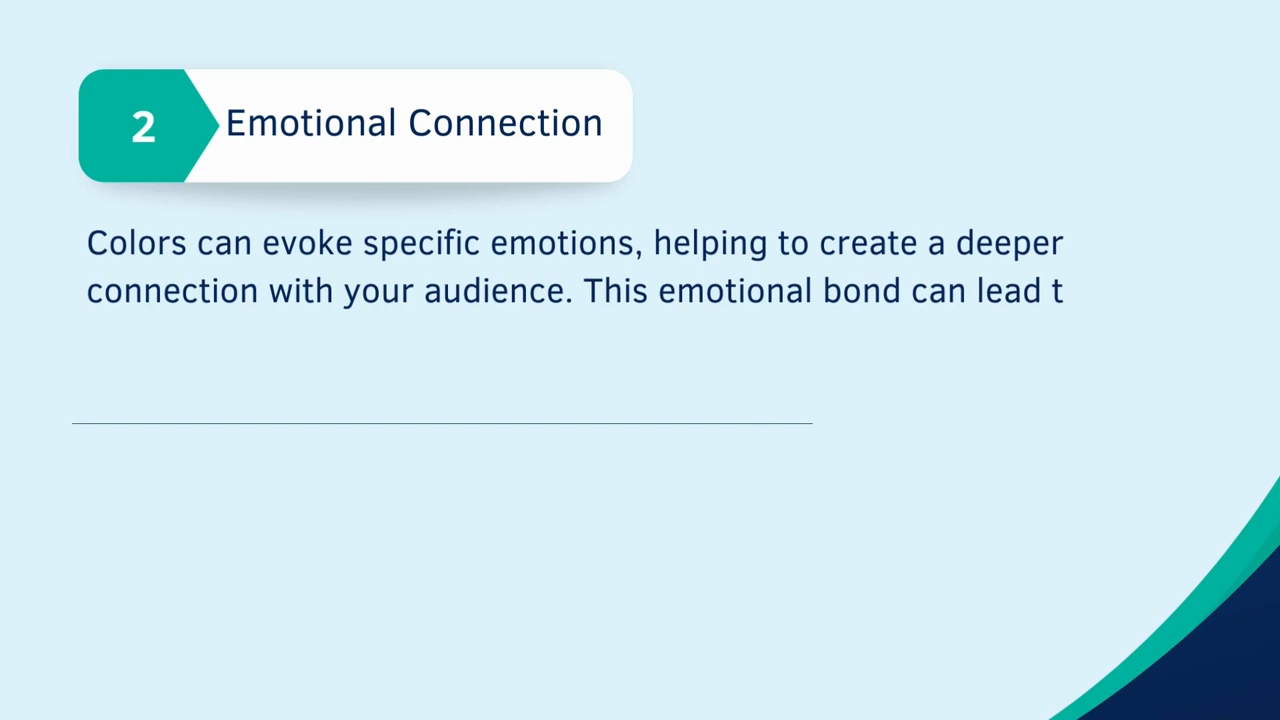 2
Emotional Connection
Colors can evoke specific emotions, helping to create a deeper
connection with your audience. This emotional bond can lead t